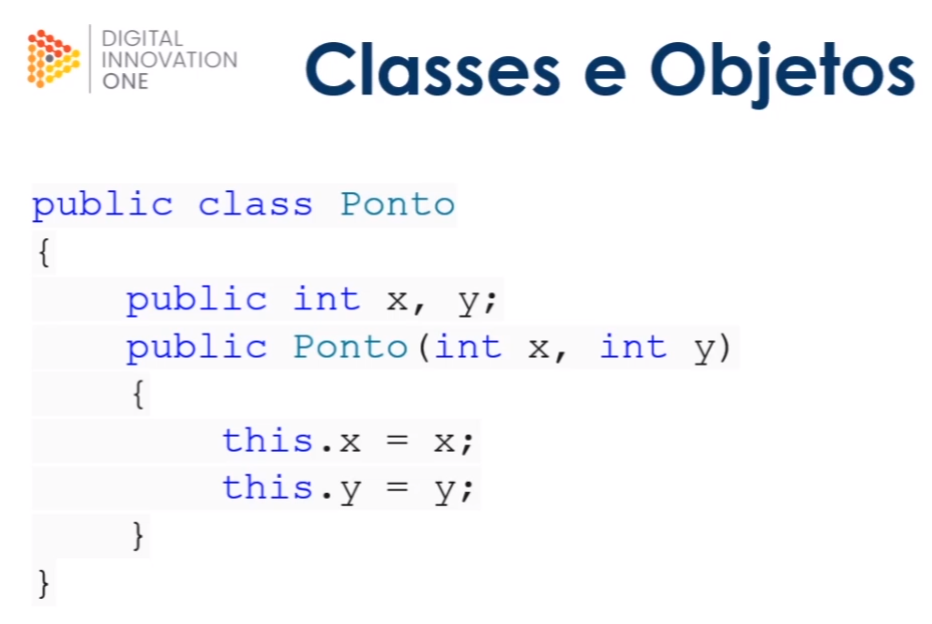 DIGITAL
INNOVATION
ONE
Classes e Objetos
public class Ponto
{
    public int x, y;
    public Ponto(int x, int y)
    {
        this.x = x;
        this.y = y;
    }
}